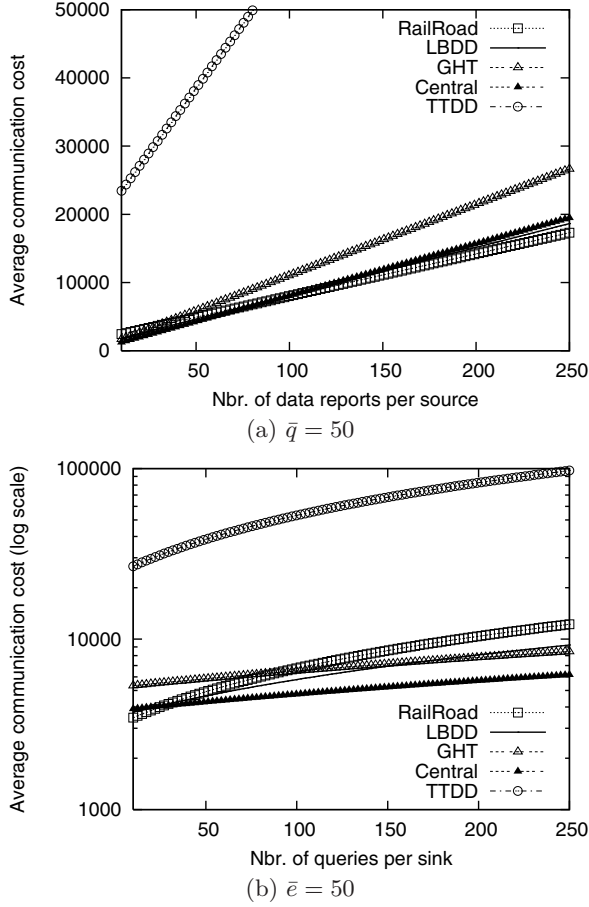 50000
40000
30000
20000
10000
0
Average communication cost
RailRoad
LBDD
GHT
Central
TTDD
50 100 150 200 250
Nbr. of data reports per source
(a) q̄ = 50
100000
10000
1000
Average communication cost (log scale)
RailRoad
LBDD
GHT
Central
TTDD
50 100 150 200 250
Nbr. of queries per sink
(b) ē = 50